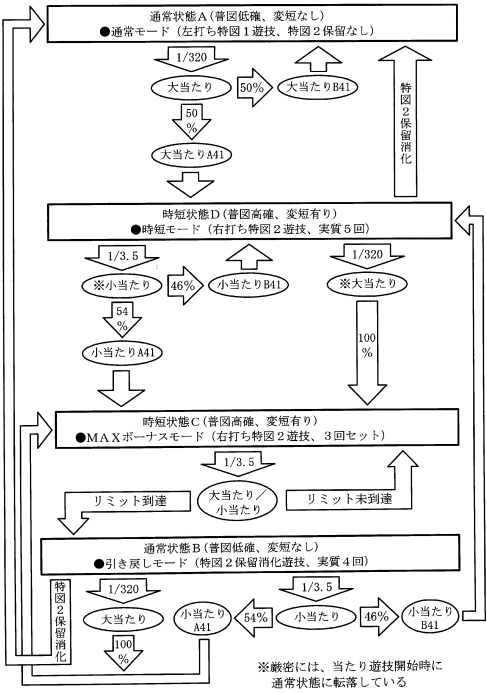 通常状態A(普図低確、変短なし)
●通常モード(左打ち特図1遊技、特図2保留なし)
1/320
大当たり
50%
大当たりB41
50
%
大当たりA41
特図2保留消化
時短状態D(普図高確、変短有り)
●時短モード(右打ち特図2遊技、実質5回)
1/3.5
※小当たり
46%
小当たりB41
1/320
※大当たり
54
%
小当たりA41
100
%
時短状態C(普図高確、変短有り)
●MAXボーナスモード(右打ち特図2遊技、3回セット)
1/3.5
リミット到達
大当たり/
小当たり
リミット未到達
通常状態B(普図低確、変短なし)
●引き戻しモード(特図2保留消化遊技、実質4回)
特図2保留消化
1/320
大当たり
100
%
1/3.5
小当たり
A41
54%
小当たり
46%
小当たり
B41
※厳密には、当たり遊技開始時に
通常状態に転落している